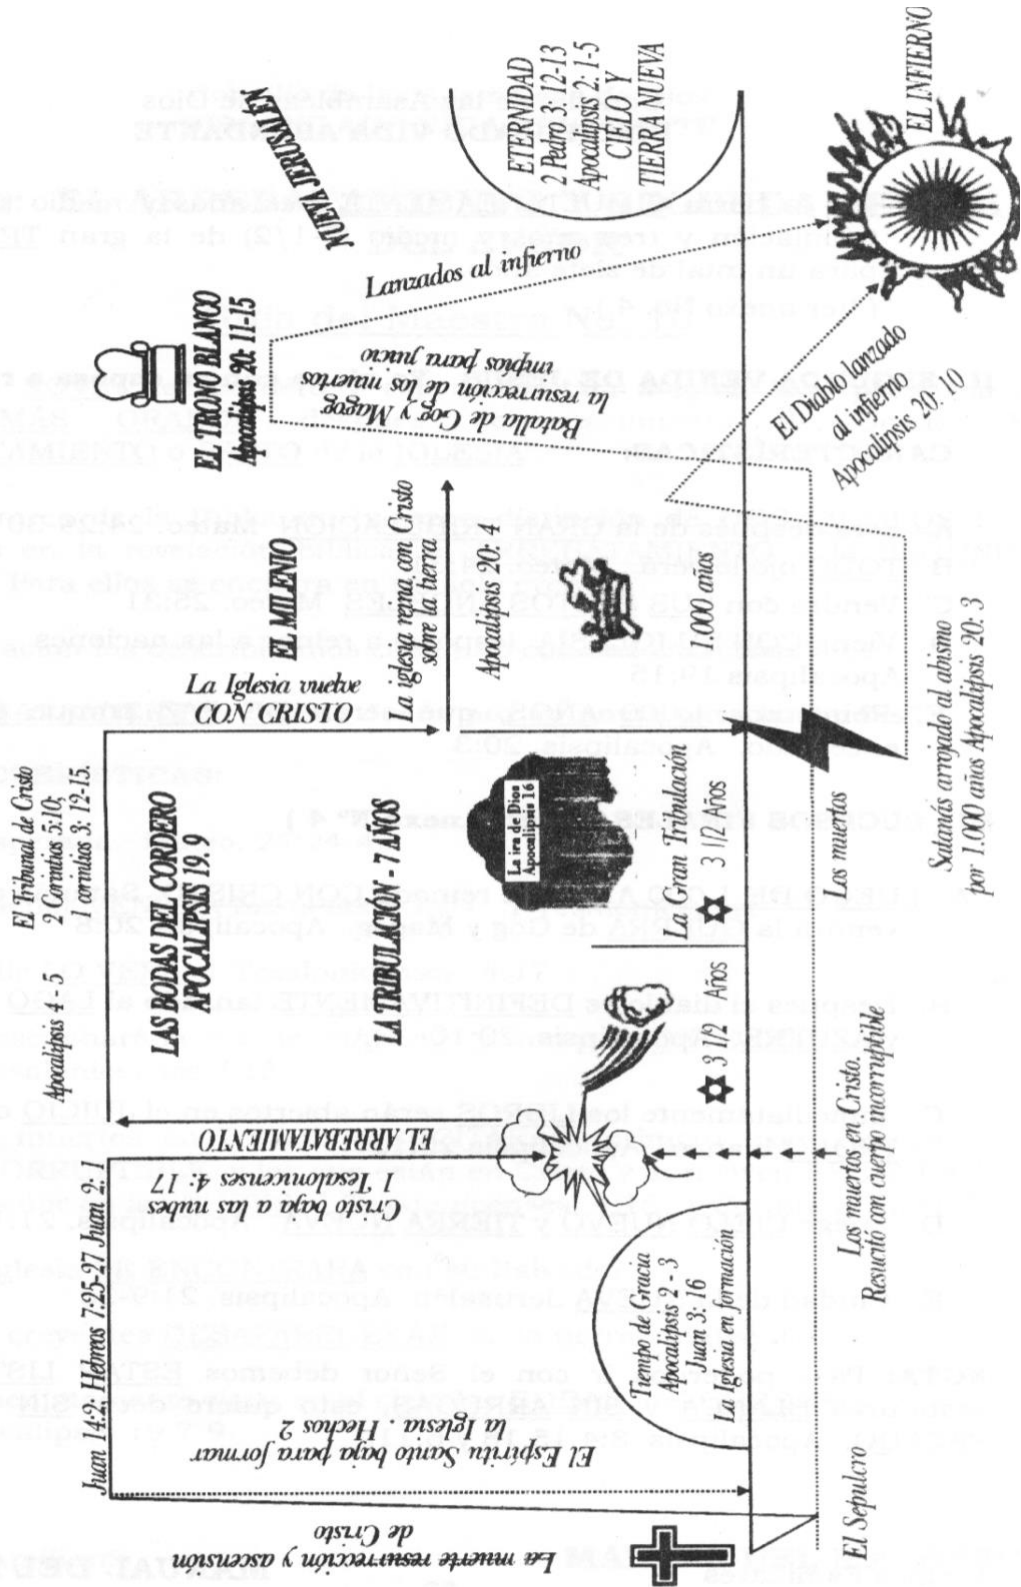 La muerte resurrección y ascensión
de Cristo
El Sepulcro
Juan 14:2; Hebreos 7:25-27 Juan 2:1
El Espíritu Santo baja para formar
la Iglesia Hechos 2
Tiempo de Gracia
Apocalipsis 2 - 3
Juan 3: 16
La Iglesia en formación
Cristo baja a las nubes
1 Tesalonicenses 4: 17
EL ARREBATAMIENTO
Los muertos en Cristo.
Resucitó con cuerpo incorruptible
Apocalipsis 4 - 5
El Tribunal de Cristo
2 Corintios 5:10;
Corintios 3: 12-15.
LAS BODAS DEL CORDERO
APOCALIPSIS 19. 9
LA TRIBULACION - 7 AÑOS
La ira de Dios
Apocalipsis 16
La Gran Tribulación
3 1/2 Años
3 1/2 Años
Los muertos
La Iglesia vuelve
CON CRISTO
EL MILENIO
La iglesia reina con Cristo
sobre la tierra
Apocalipsis 20: 4
1.000 años
Satanás arrojado al abismo
por 1.000 años Apocalipsis 20: 3
EL TRONO BLANCO
Apocalipsis 20: 11-15
Batalla de Gog y Magog
la resurrección de los muertos
impíos para juicio
Lanzados al infierno
El Diablo lanzado
al infierno
Apocalipsis 20: 10
NUEVA JERUSALEN
ETERNIDAD
2 Pedro 3: 12-13
Apocalipsis 2: 1-5
CIELO Y
TIERRA NUEVA
EL INFIERNO